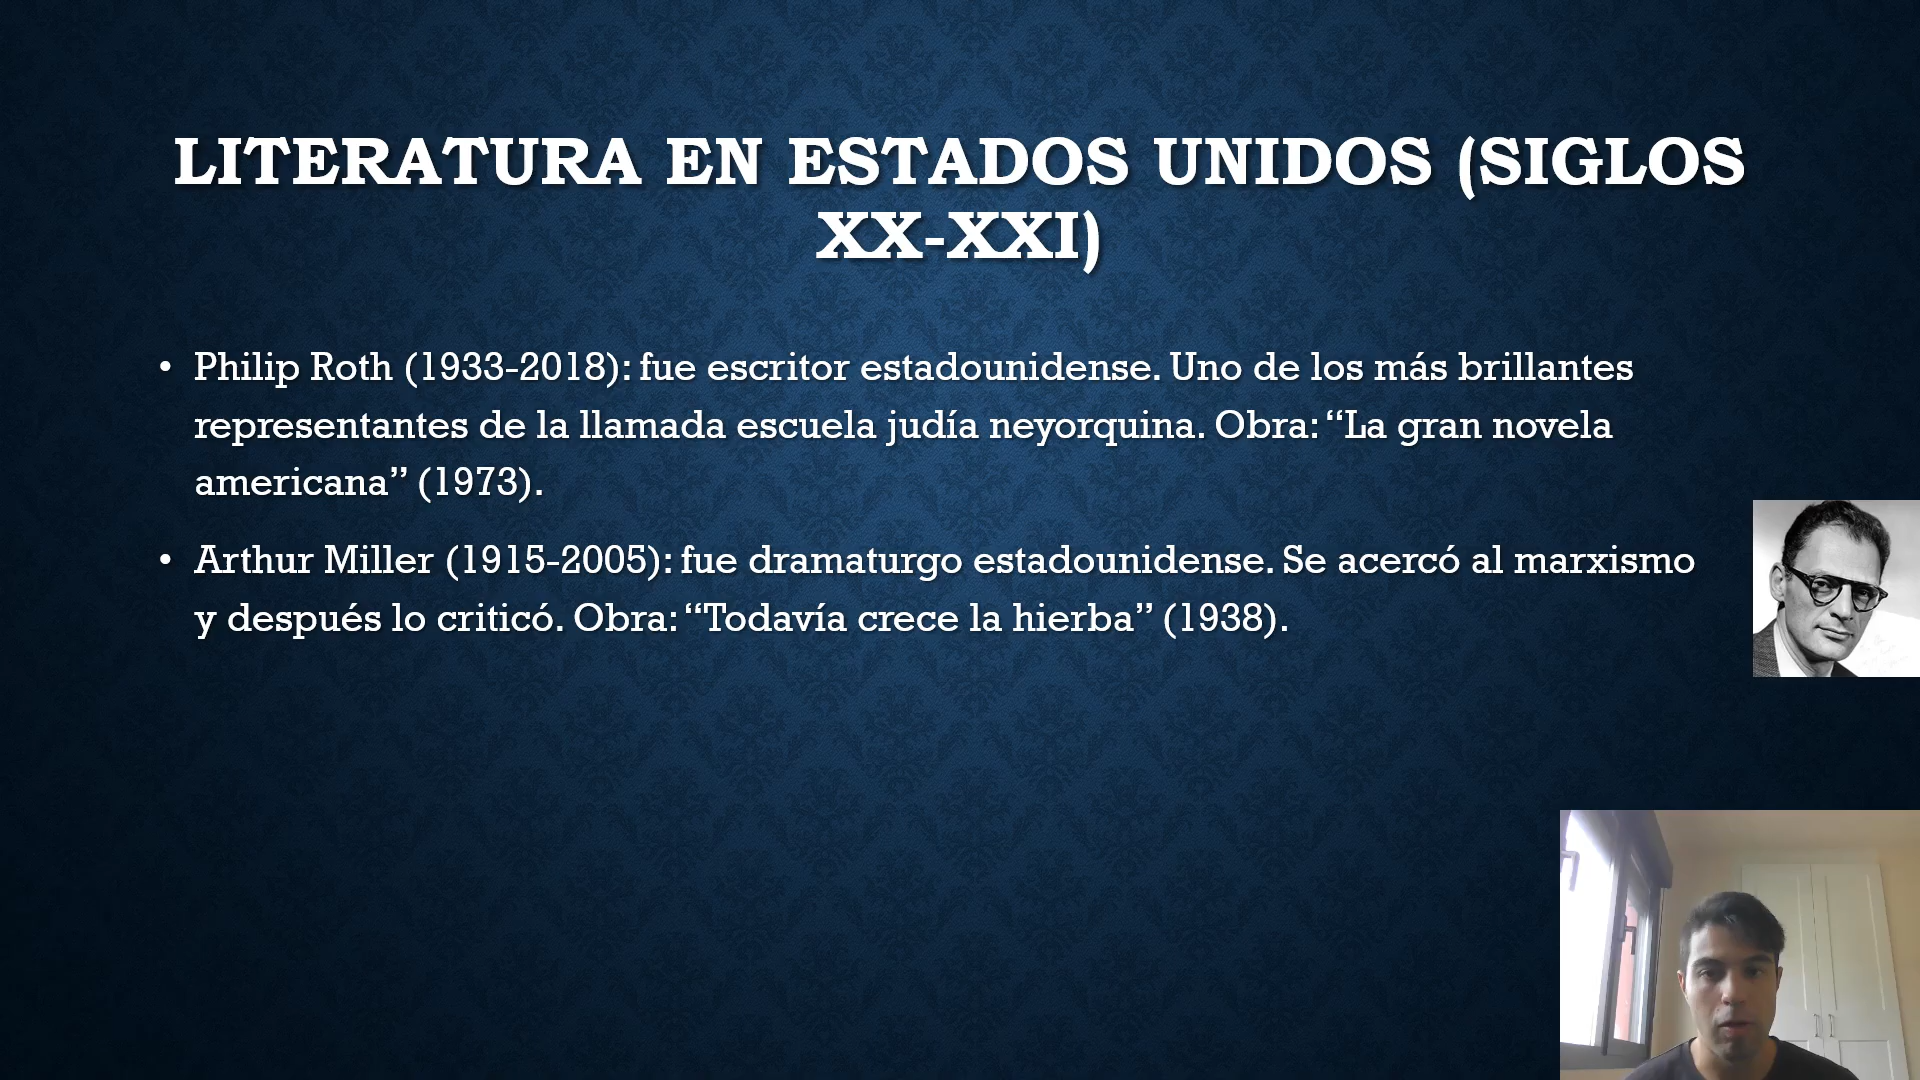 LITERATURA EN ESTADOS UNIDOS (SIGLOS
XX-XXI)
• Philip Roth (1933-2018): fue escritor estadounidense. Uno de los más brillantes
representantes de la llamada escuela judía neyorquina. Obra: “La gran novela
americana” (1973).
• Arthur Miller (1915-2005): fue dramaturgo estadounidense. Se acercó al marxismo
y después lo criticó. Obra: “Todavía crece la hierba” (1938).